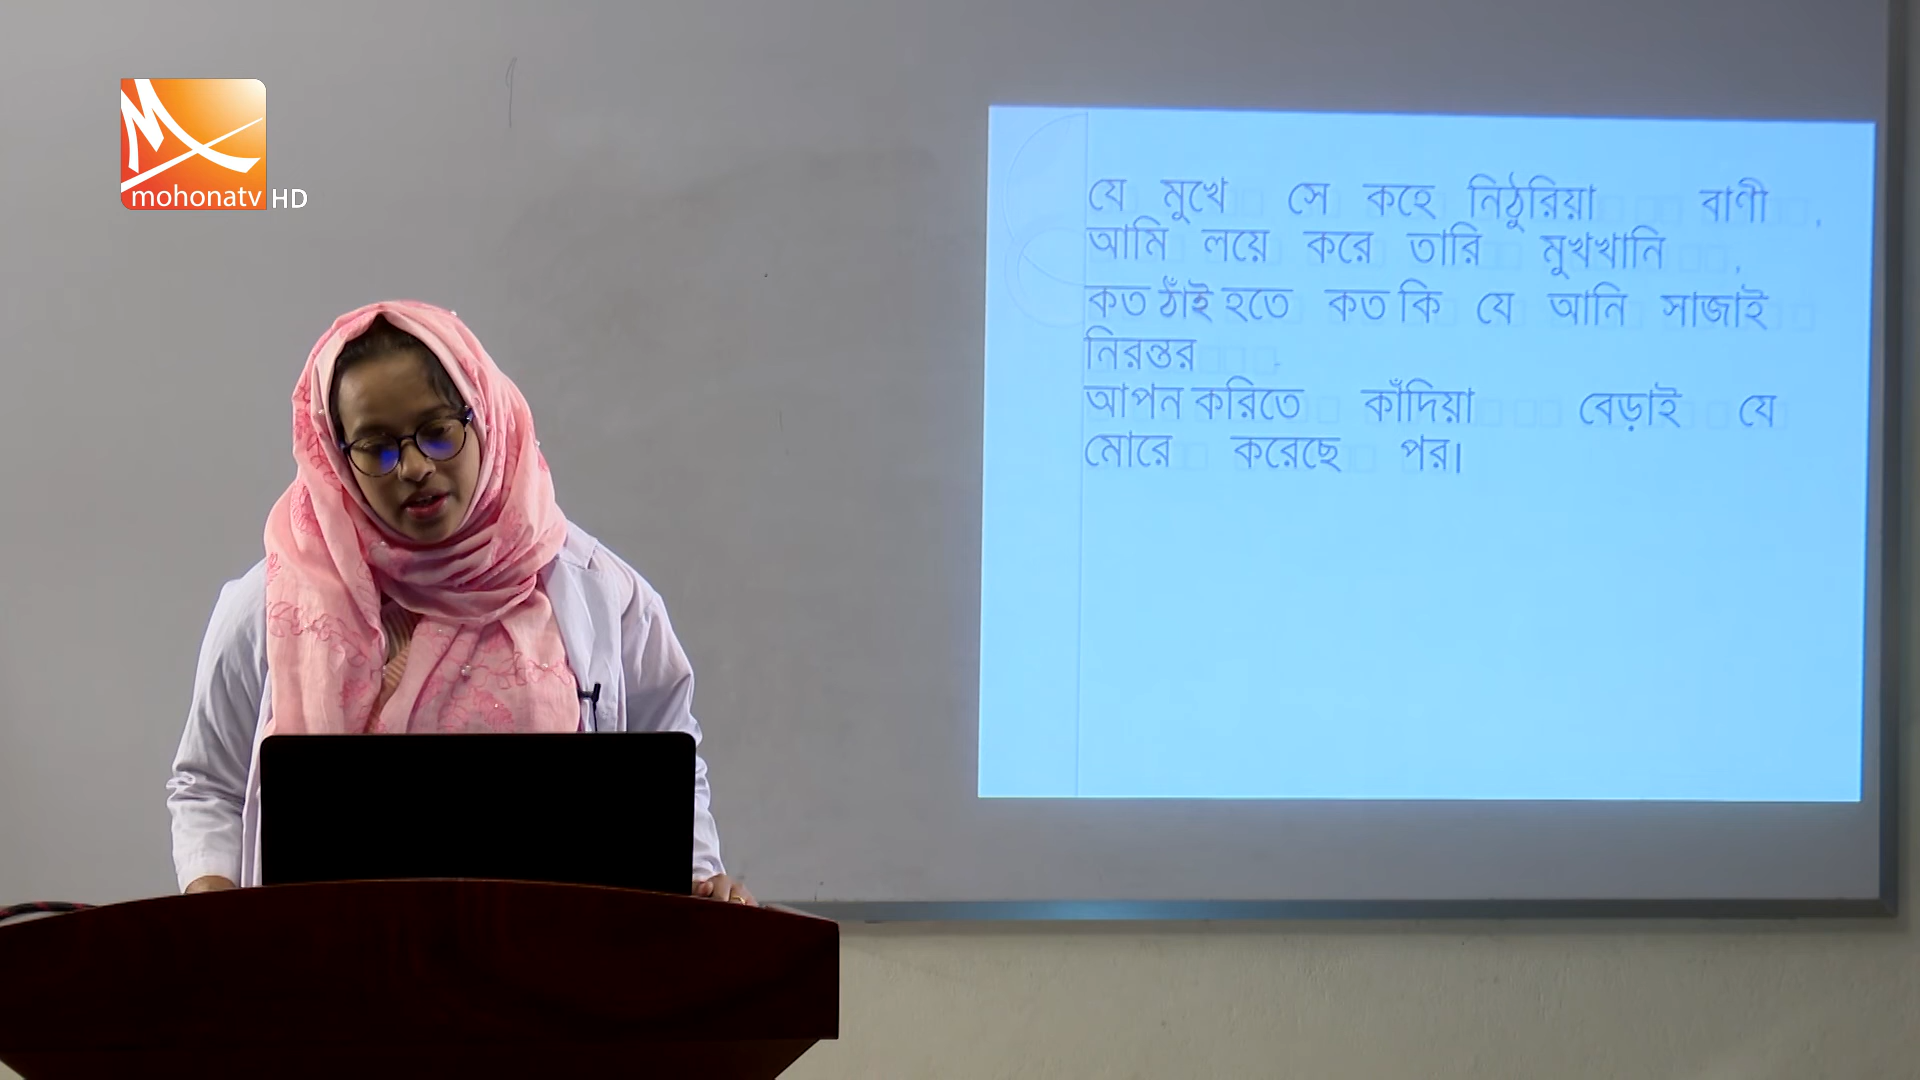 mohonatv HD
যে মুখে সে কহে নিঠুরিয়া বাণী ,
আমি লয়ে করে তারি মুখখানি ,
কত ঠাঁই হতে কত কি যে আনি সাজাই
নিরন্তর
আপন করিতে কাঁদিয়া বেড়াই যে
মোরে করেছে পর।